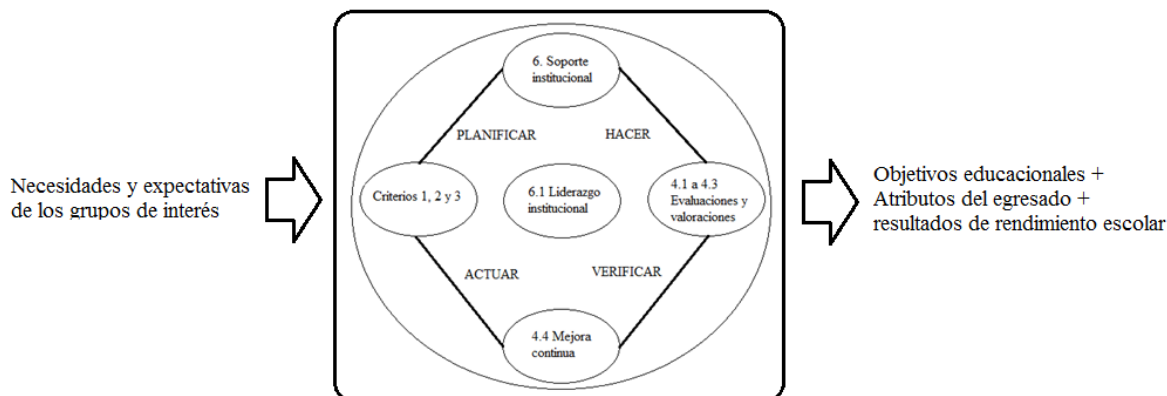 Necesidades y expectativas
de los grupos de interés
6. Soporte
institucional
PLANIFICAR
HACER
Criterios 1, 2 y 3
6.1 Liderazgo
institucional
4.1 a 4.3
Evaluaciones y
valoraciones
ACTUAR
VERIFICAR
4.4 Mejora
continua
Objetivos educacionales +
Atributos del egresado +
resultados de rendimiento escolar